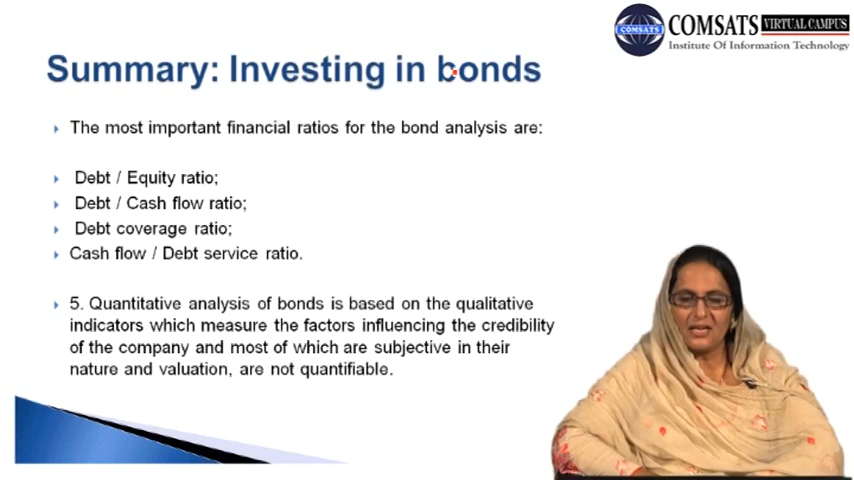 COMSATS VIRTUAL CAMPUS
COMSATS
Institute Of Information Technology
Summary: Investing in bonds
The most important financial ratios for the bond analysis are:
Debt / Equity ratio;
Debt / Cash flow ratio;
Debt coverage ratio;
Cash flow / Debt service ratio.
5. Quantitative analysis of bonds is based on the qualitative
indicators which measure the factors influencing the credibility
of the company and most of which are subjective in their
nature and valuation, are not quantifiable.